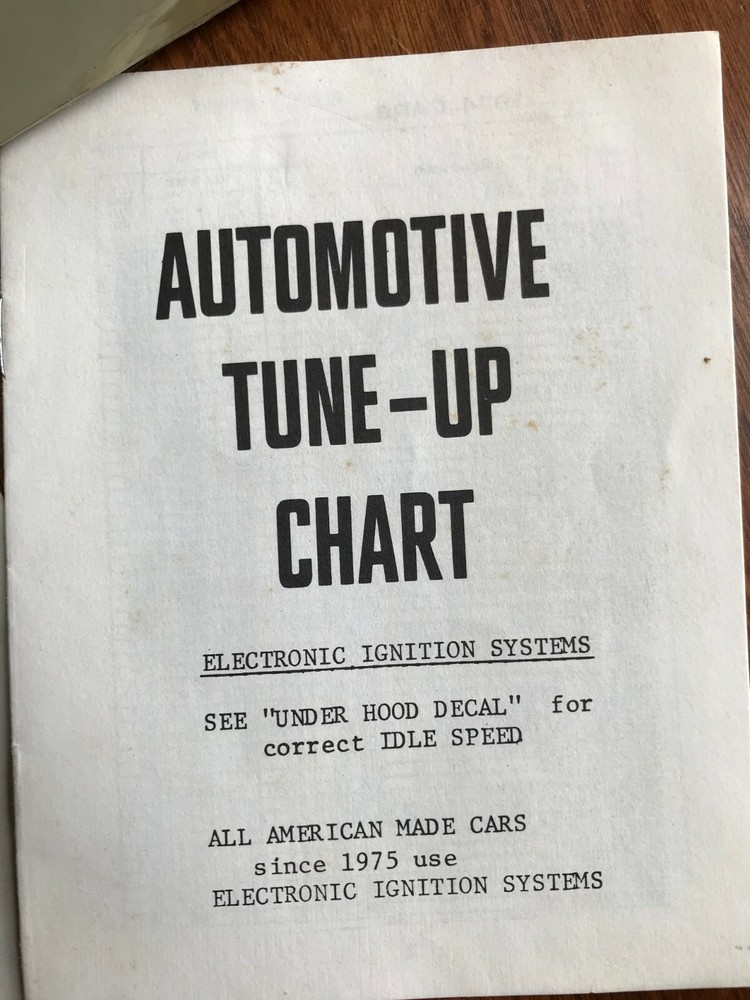 AUTOMOTIVE
TUNE-UP
CHART
ELECTRONIC IGNITION SYSTEMS
SEE "UNDER HOOD DECAL" for
correct IDLE SPEED
ALL AMERICAN MADE CARS
since 1975 use
ELECTRONIC IGNITION SYSTEMS